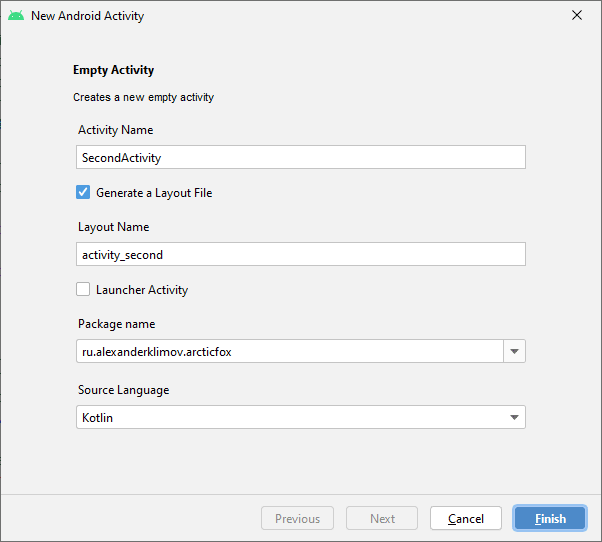 New Android Activity
Empty Activity
Creates a new empty activity
Activity Name
SecondActivity
Generate a Layout File
Layout Name
activity_second
Launcher Activity
Package name
ru.alexanderklimov.arcticfox
Source Language
Kotlin
Previous Next Cancel Finish